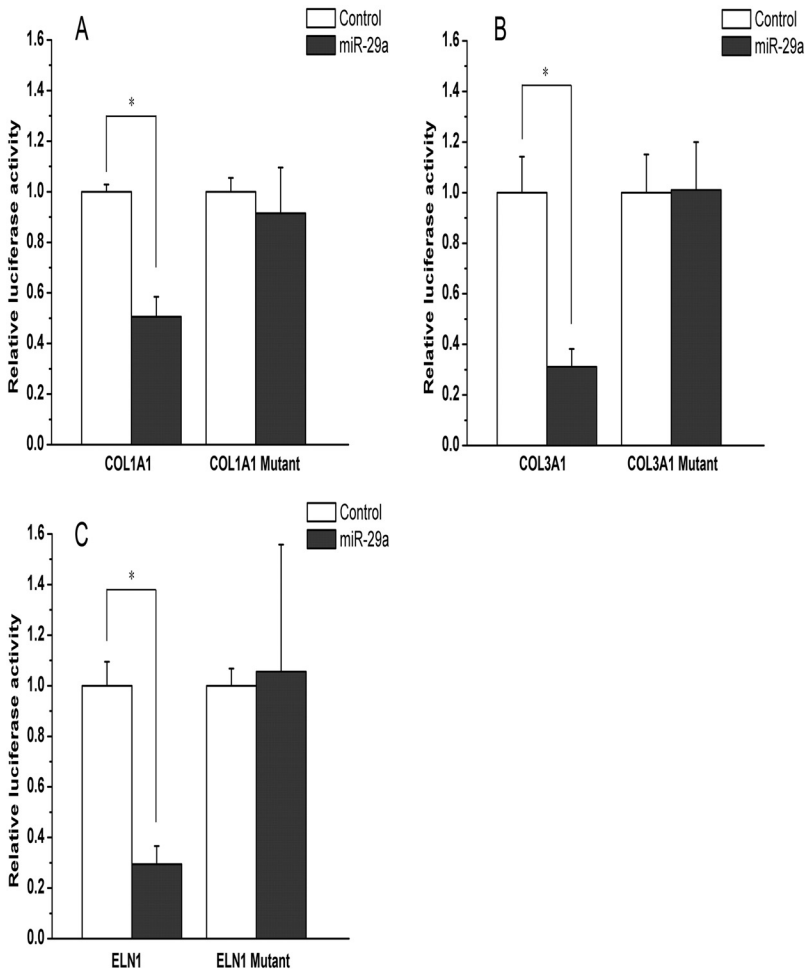 A
Control
miR-29a
Relative luciferase activity
1.6
1.4
1.2
1.0
0.8
0.6
0.4
0.2
0.0
*
COL1A1
COL1A1 Mutant
B
Control
miR-29a
Relative luciferase activity
1.6
1.4
1.2
1.0
0.8
0.6
0.4
0.2
0.0
*
COL3A1
COL3A1 Mutant
C
Control
miR-29a
Relative luciferase activity
1.6
1.4
1.2
1.0
0.8
0.6
0.4
0.2
0.0
*
ELN1
ELN1 Mutant